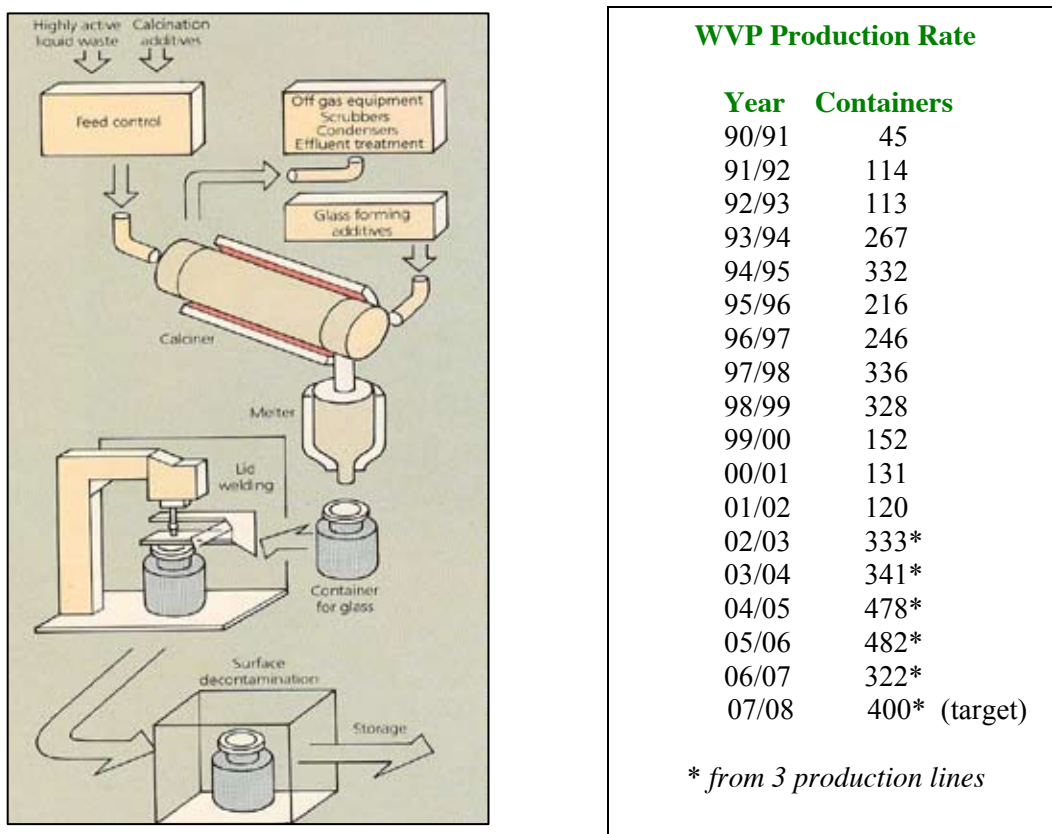 Highly active
liquid waste
Calcination
additives
Feed control
Off gas equipment
Scrubbers
Condensers
Effluent treatment
Glass forming
additives
Calciner
Melter
Lid
welding
Container
for glass
Surface
decontamination
Storage
WVP Production Rate
Year Containers
90/91 45
91/92 114
92/93 113
93/94 267
94/95 332
95/96 216
96/97 246
97/98 336
98/99 328
99/00 152
00/01 131
01/02 120
02/03 333*
03/04 341*
04/05 478*
05/06 482*
06/07 322*
07/08 400* (target)
* from 3 production lines